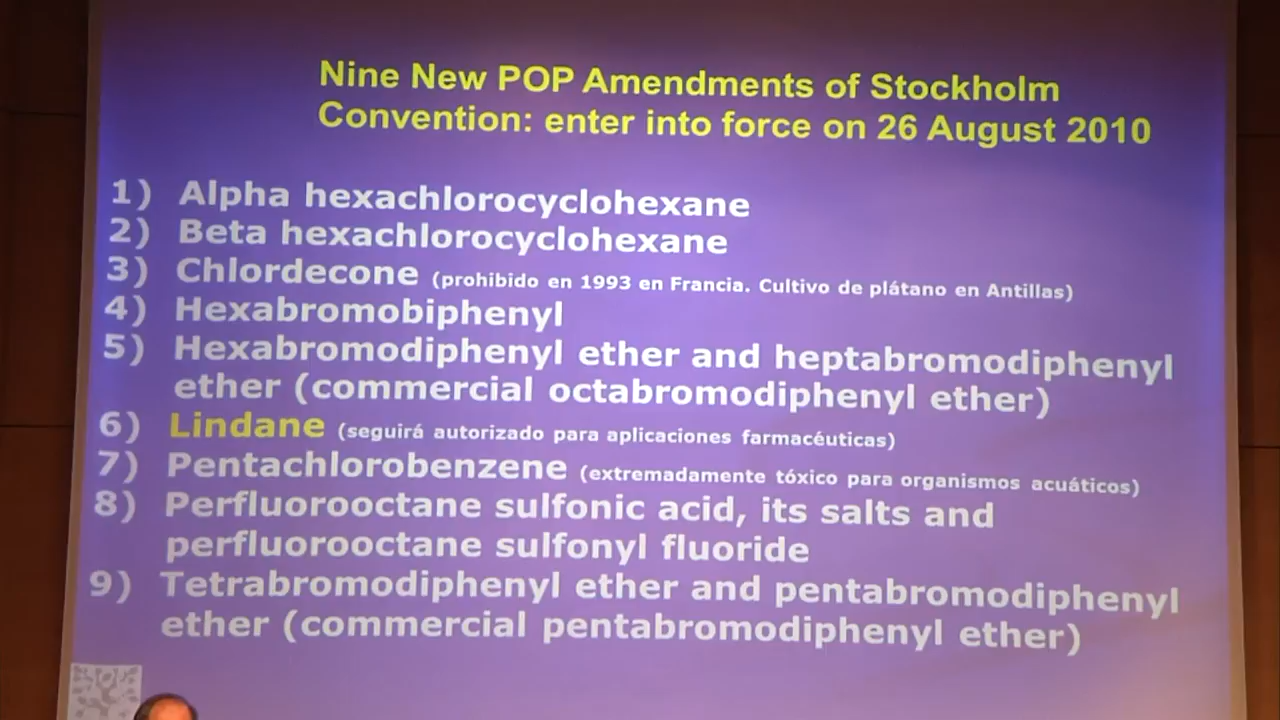 Nine New POP Amendments of Stockholm
Convention: enter into force on 26 August 2010
1) Alpha hexachlorocyclohexane
2) Beta hexachlorocyclohexane
3) Chlordecone (prohibido en 1993 en Francia. Cultivo de plátano en Antillas)
4) Hexabromobiphenyl
5) Hexabromodiphenyl ether and heptabromodiphenyl
ether (commercial octabromodiphenyl ether)
6) Lindane (seguirá autorizado para aplicaciones farmacéuticas)
7) Pentachlorobenzene (extremadamente tóxico para organismos acuáticos)
8) Perfluorooctane sulfonic acid, its salts and
perfluorooctane sulfonyl fluoride
9) Tetrabromodiphenyl ether and pentabromodiphenyl
ether (commercial pentabromodiphenyl ether)